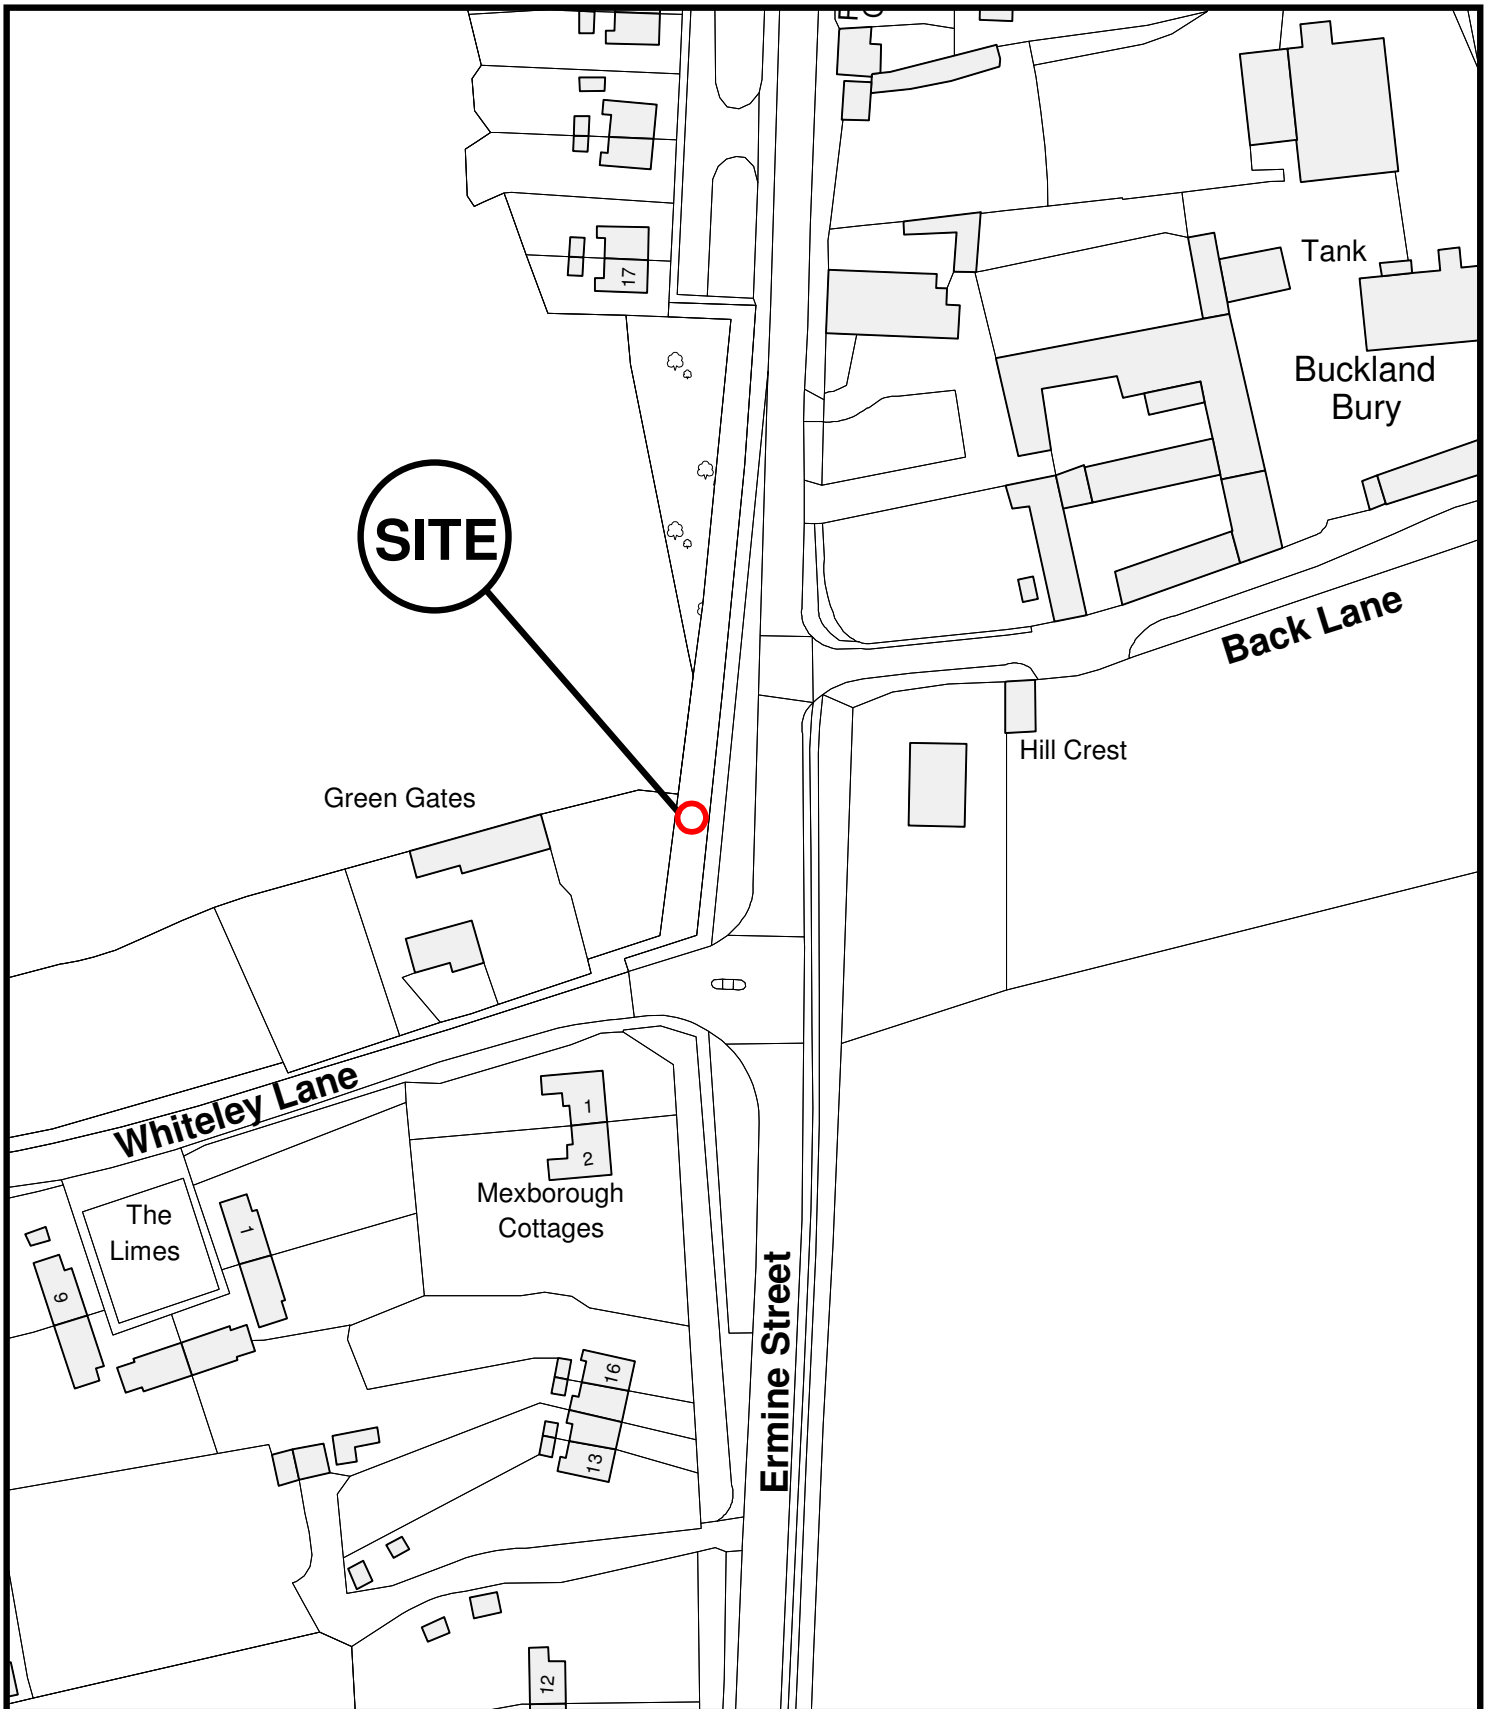 17
Tank
Buckland
Bury
SITE
Back Lane
Hill Crest
Green Gates
Whiteley Lane
1
2
Mexborough
Cottages
The
Limes
1
9
Ermine Street
16
13
12